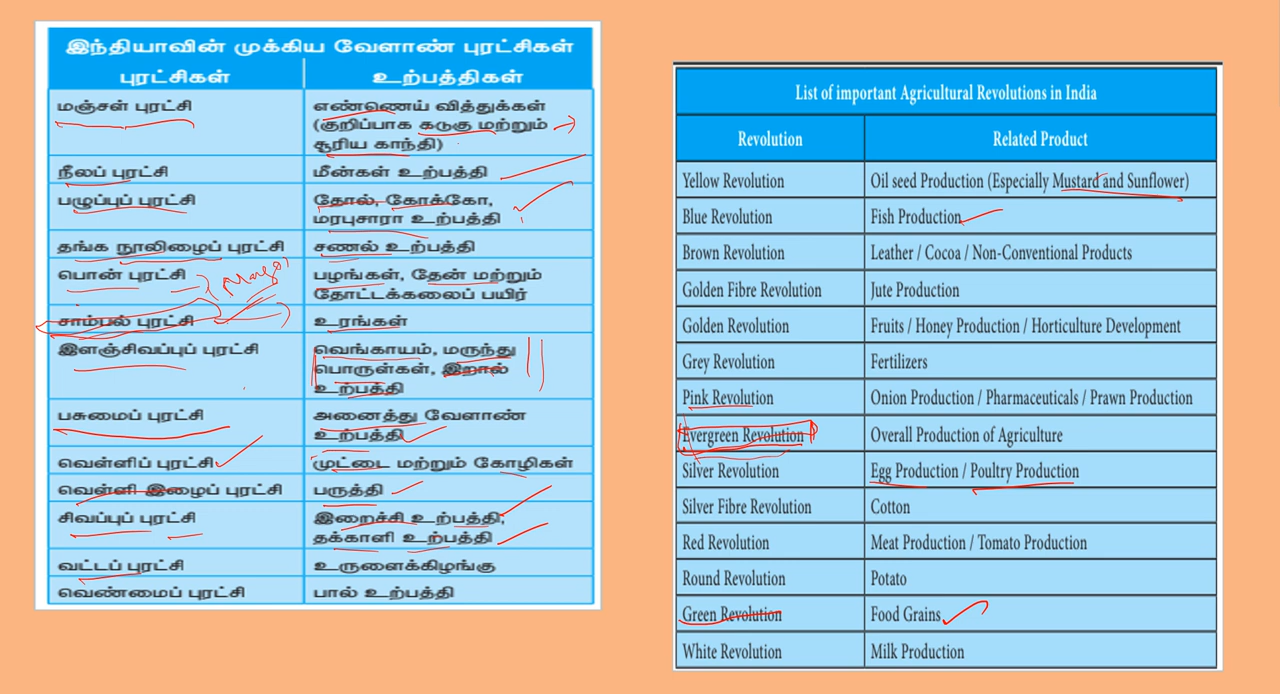 இந்தியாவின் முக்கிய வேளாண் புரட்சிகள்
புரட்சிகள் உற்பத்திகள்
மஞ்சள் புரட்சி எண்ணெய் வித்துக்கள்
(குறிப்பாக கடுகு மற்றும்
சூரிய காந்தி)
நீலப் புரட்சி மீன்கள் உற்பத்தி
பழுப்புப் புரட்சி தோல், கோக்கோ,
மரபுசாரா உற்பத்தி
தங்க நூலிழைப் புரட்சி சணல் உற்பத்தி
பொன் புரட்சி பழங்கள், தேன் மற்றும்
தோட்டக்கலைப் பயிர்
சாம்பல் புரட்சி உரங்கள்
இளஞ்சிவப்புப் புரட்சி வெங்காயம், மருந்து
பொருள்கள், இறால்
உற்பத்தி
பசுமைப் புரட்சி அனைத்து வேளாண்
உற்பத்தி
வெள்ளிப் புரட்சி முட்டை மற்றும் கோழிகள்
வெள்ளி இழைப் புரட்சி பருத்தி
சிவப்புப் புரட்சி இறைச்சி உற்பத்தி,
தக்காளி உற்பத்தி
வட்டப் புரட்சி உருளைக்கிழங்கு
வெண்மைப் புரட்சி பால் உற்பத்தி
List of important Agricultural Revolutions in India
Revolution Related Product
Yellow Revolution Oil seed Production (Especially Mustard and Sunflower)
Blue Revolution Fish Production
Brown Revolution Leather / Cocoa / Non-Conventional Products
Golden Fibre Revolution Jute Production
Golden Revolution Fruits / Honey Production / Horticulture Development
Grey Revolution Fertilizers
Pink Revolution Onion Production / Pharmaceuticals / Prawn Production
Evergreen Revolution Overall Production of Agriculture
Silver Revolution Egg Production / Poultry Production
Silver Fibre Revolution Cotton
Red Revolution Meat Production / Tomato Production
Round Revolution Potato
Green Revolution Food Grains
White Revolution Milk Production